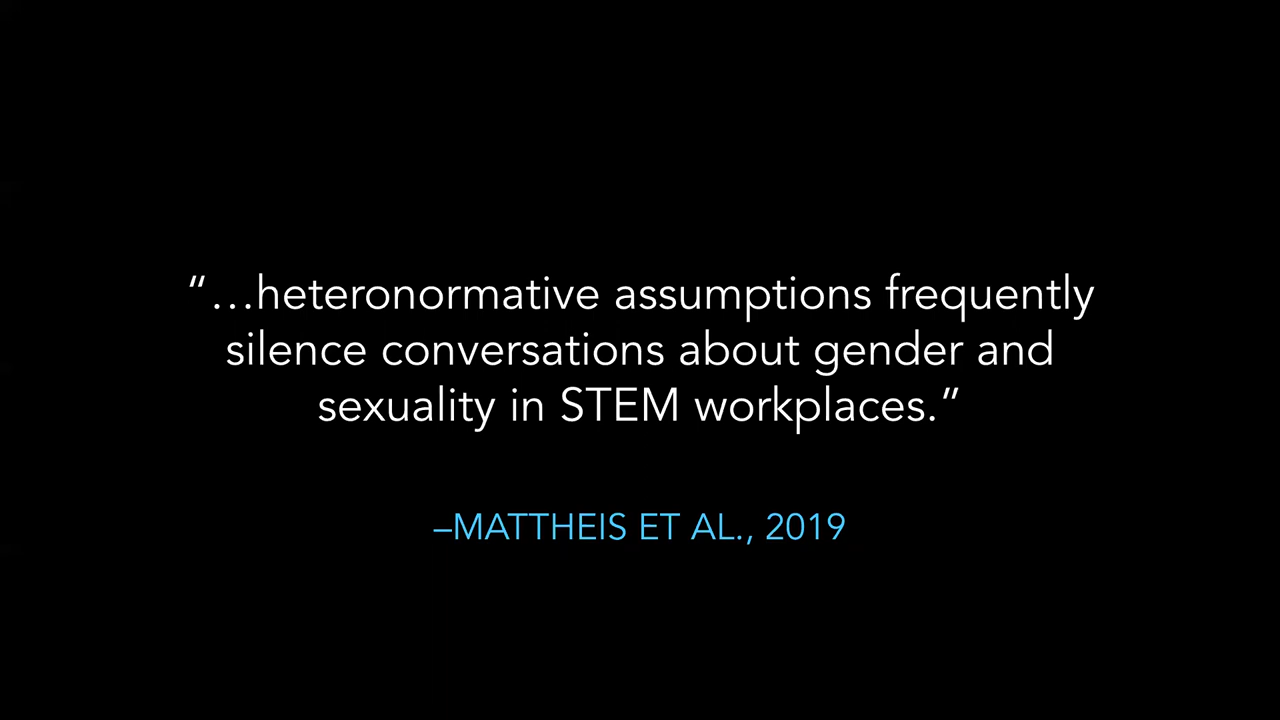 “…heteronormative assumptions frequently
silence conversations about gender and
sexuality in STEM workplaces.”
–MATTHEIS ET AL., 2019